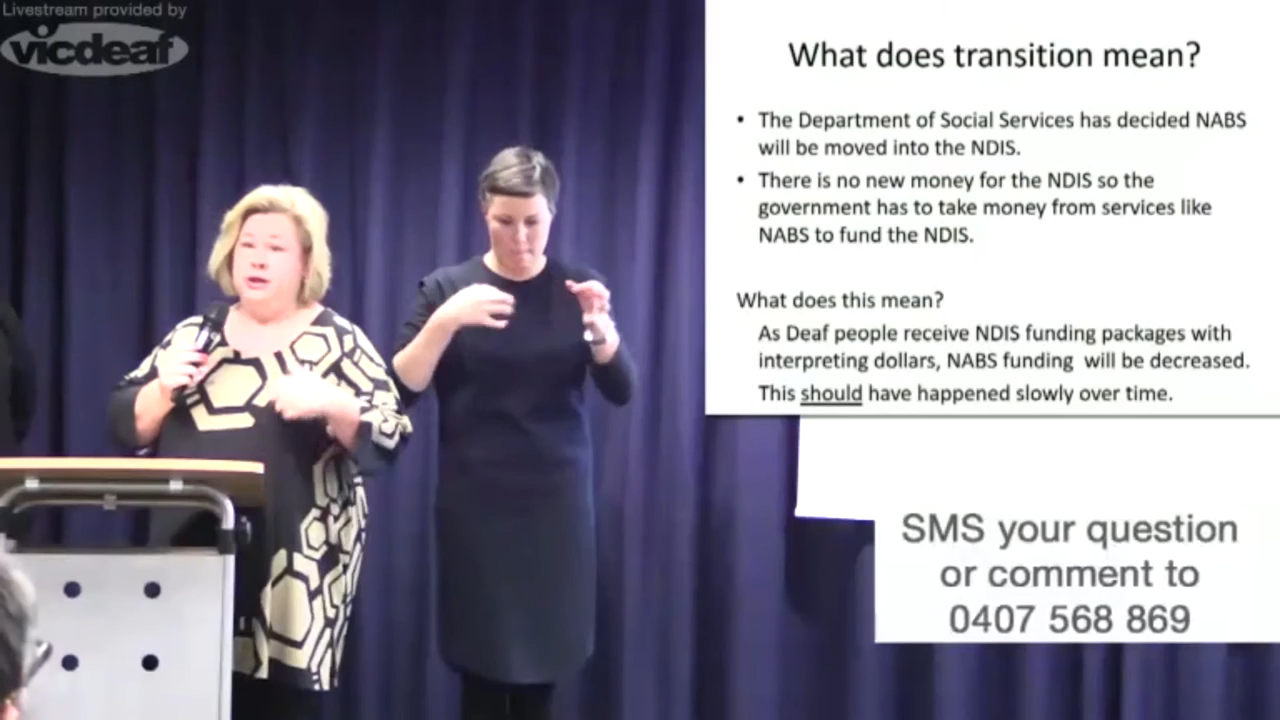 Livestream provided by
vicdeaf
What does transition mean?
• The Department of Social Services has decided NABS
will be moved into the NDIS.
• There is no new money for the NDIS so the
government has to take money from services like
NABS to fund the NDIS.
What does this mean?
As Deaf people receive NDIS funding packages with
interpreting dollars, NABS funding will be decreased.
This should have happened slowly over time.
SMS your question
or comment to
0407 568 869